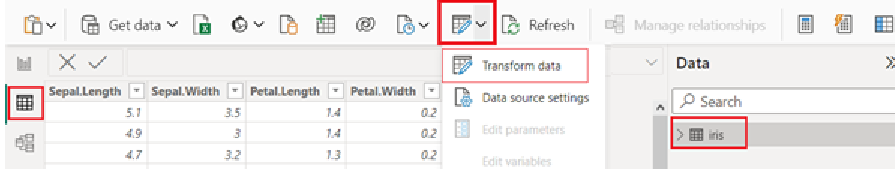 Get data Refresh Manage relationships
Transform data Data
Sepal.Length Sepal.Width Petal.Length Petal.Width Data source settings Search
5.1 3.5 1.4 0.2
4.9 3 1.4 0.2 Edit parameters iris
4.7 3.2 1.3 0.2
Edit variables